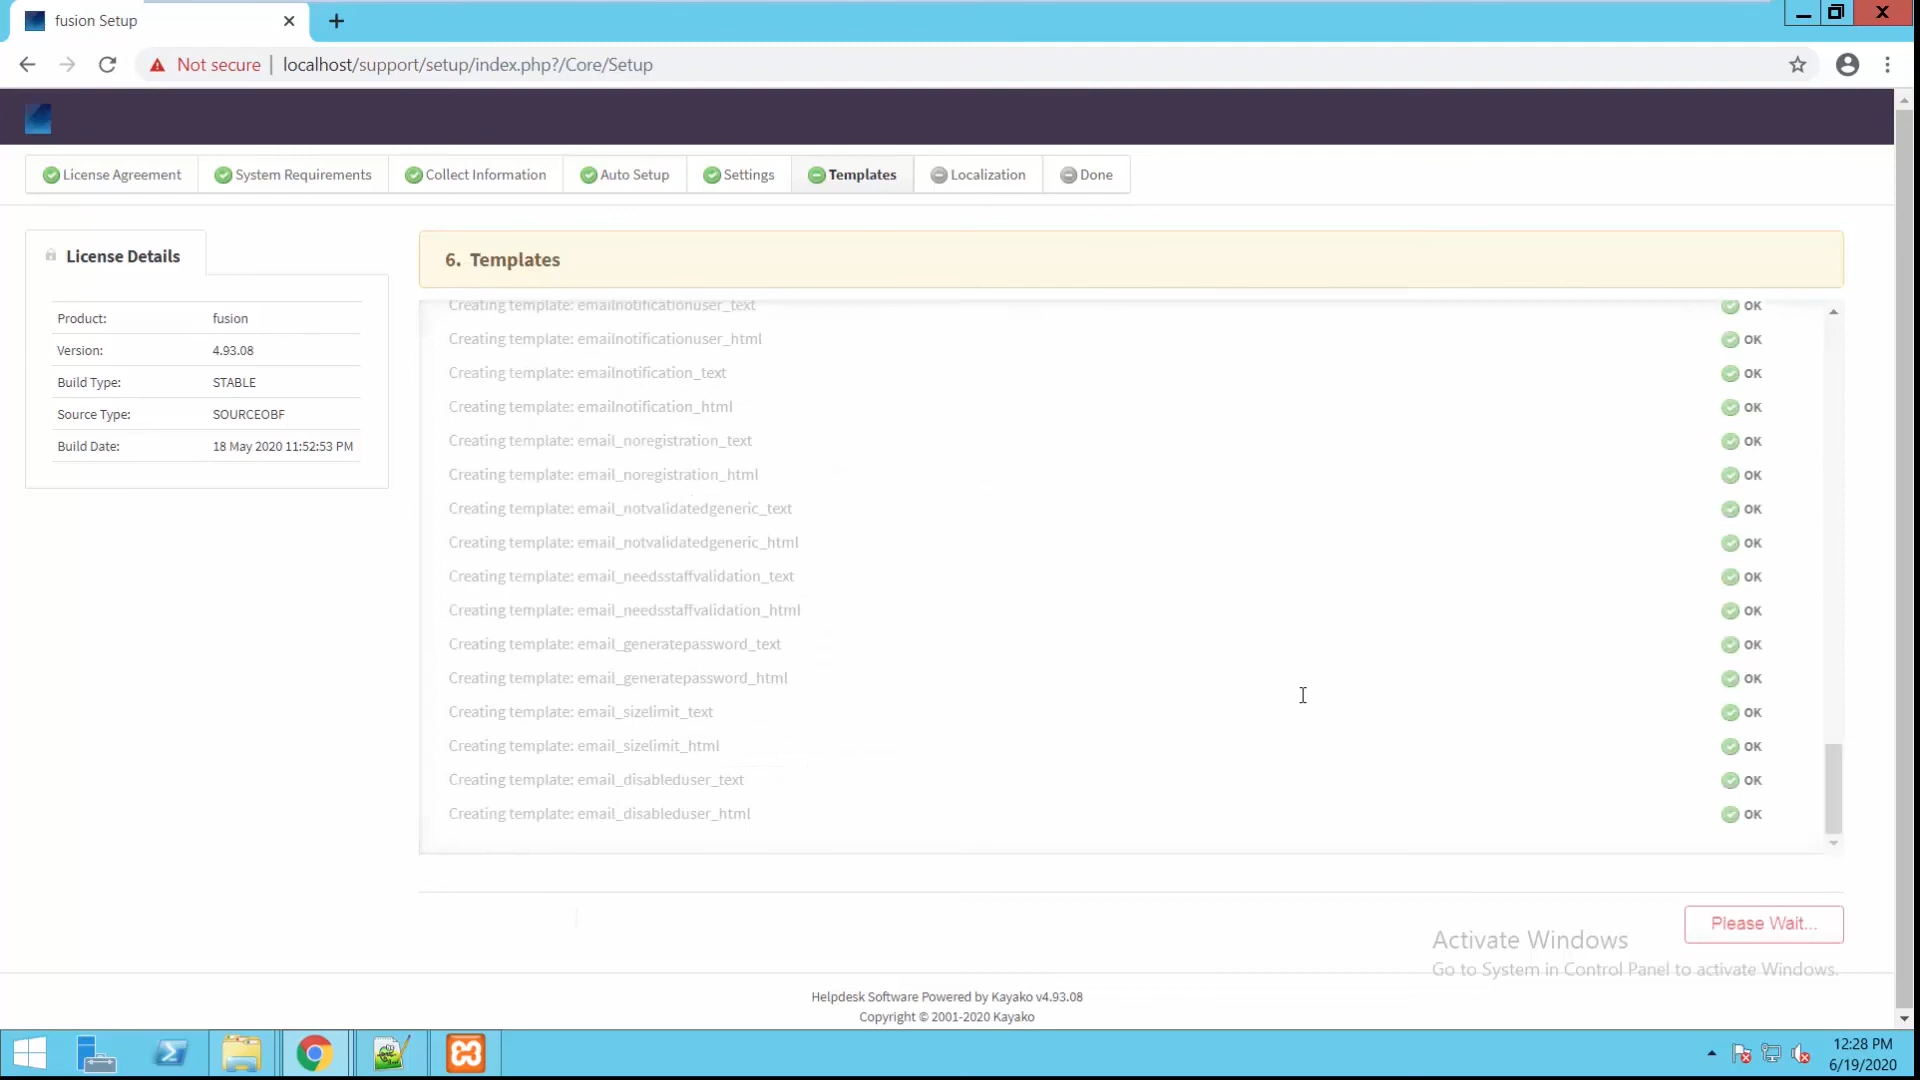 fusion Setup
Not secure | localhost/support/setup/index.php?/Core/Setup
License Agreement
System Requirements
Collect Information
Auto Setup
Settings
Templates
Localization
Done
License Details
Product: fusion
Version: 4.93.08
Build Type: STABLE
Source Type: SOURCEOBF
Build Date: 18 May 2020 11:52:53 PM
6. Templates
Creating template: emailnotificationuser_text OK
Creating template: emailnotificationuser_html OK
Creating template: emailnotification_text OK
Creating template: emailnotification_html OK
Creating template: email_noregistration_text OK
Creating template: email_noregistration_html OK
Creating template: email_notvalidatedgeneric_text OK
Creating template: email_notvalidatedgeneric_html OK
Creating template: email_needsstaffvalidation_text OK
Creating template: email_needsstaffvalidation_html OK
Creating template: email_generatepassword_text OK
Creating template: email_generatepassword_html OK
Creating template: email_sizelimit_text OK
Creating template: email_sizelimit_html OK
Creating template: email_disableduser_text OK
Creating template: email_disableduser_html OK
Please Wait...
Activate Windows
Go to System in Control Panel to activate Windows.
Helpdesk Software Powered by Kayako v4.93.08
Copyright © 2001-2020 Kayako
12:28 PM
6/19/2020